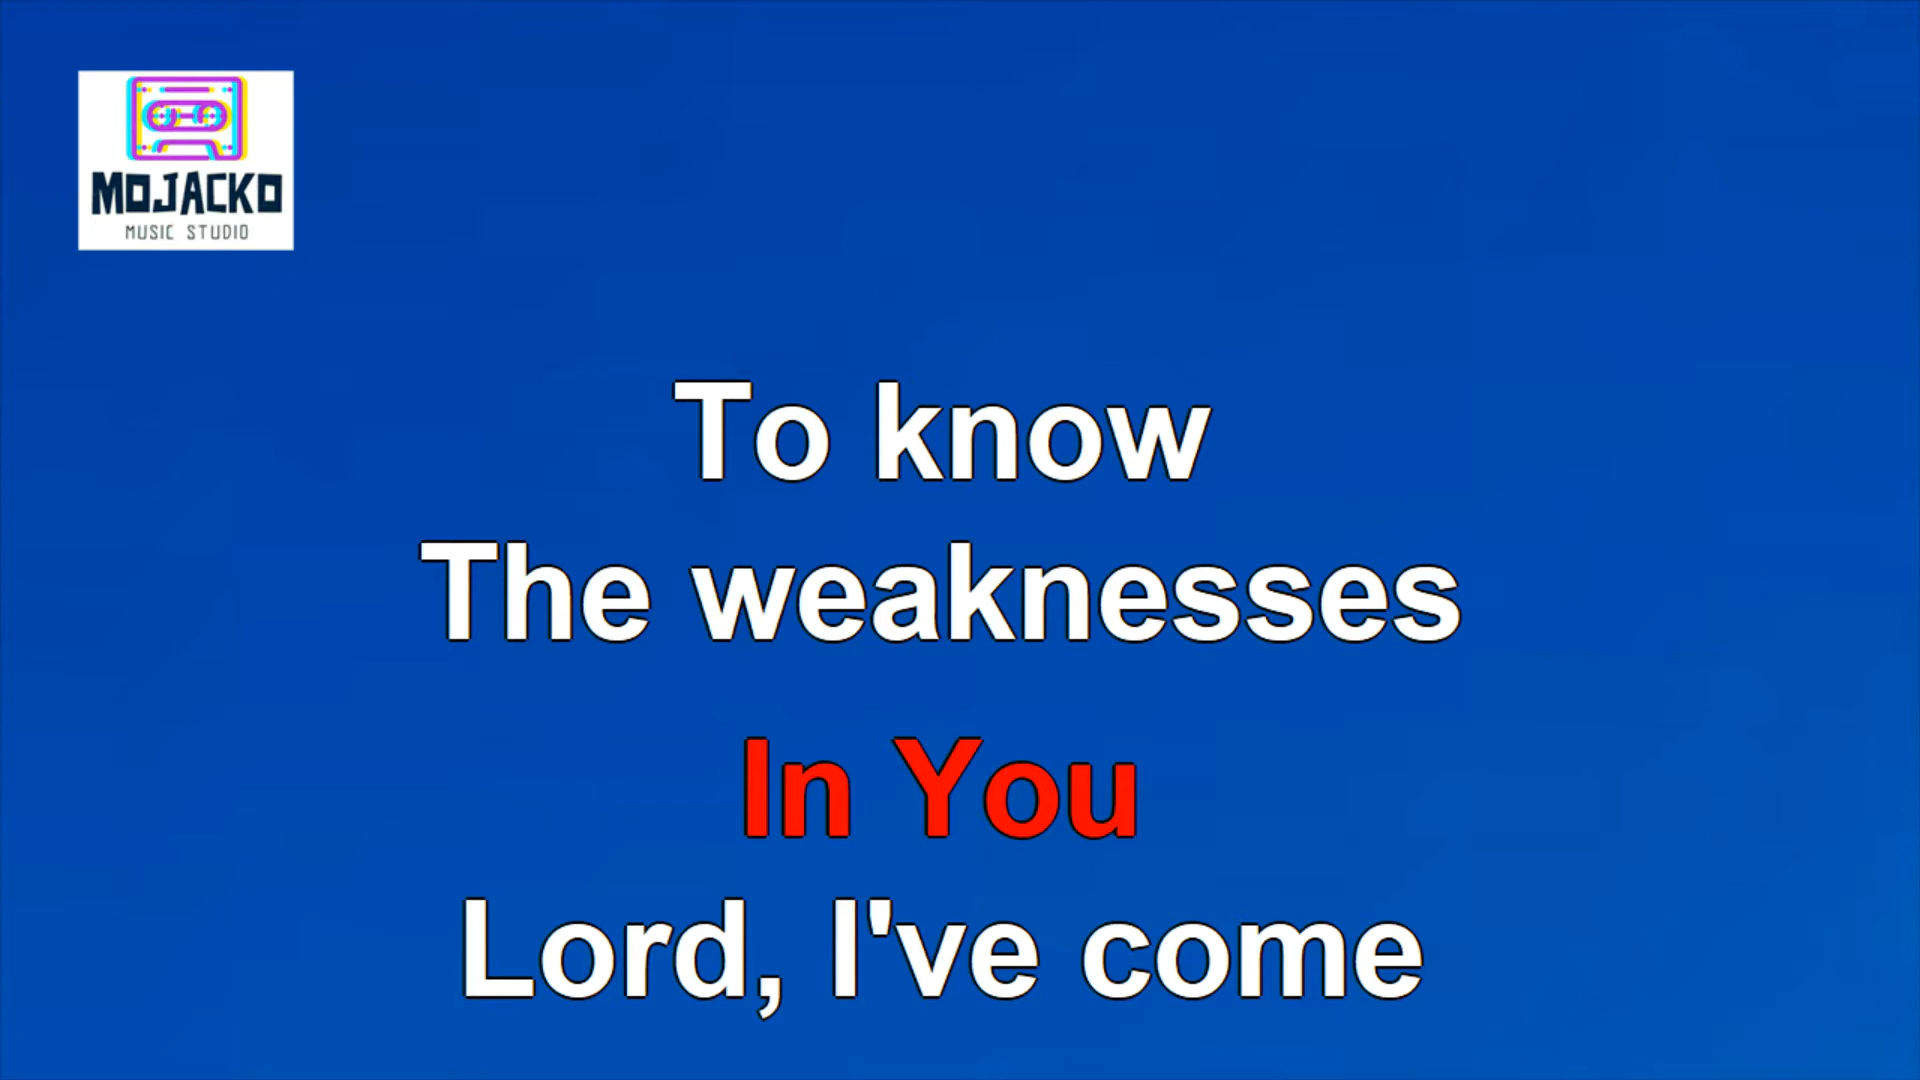 MOJACKO
MUSIC STUDIO
To know
The weaknesses
In You
Lord, I've come